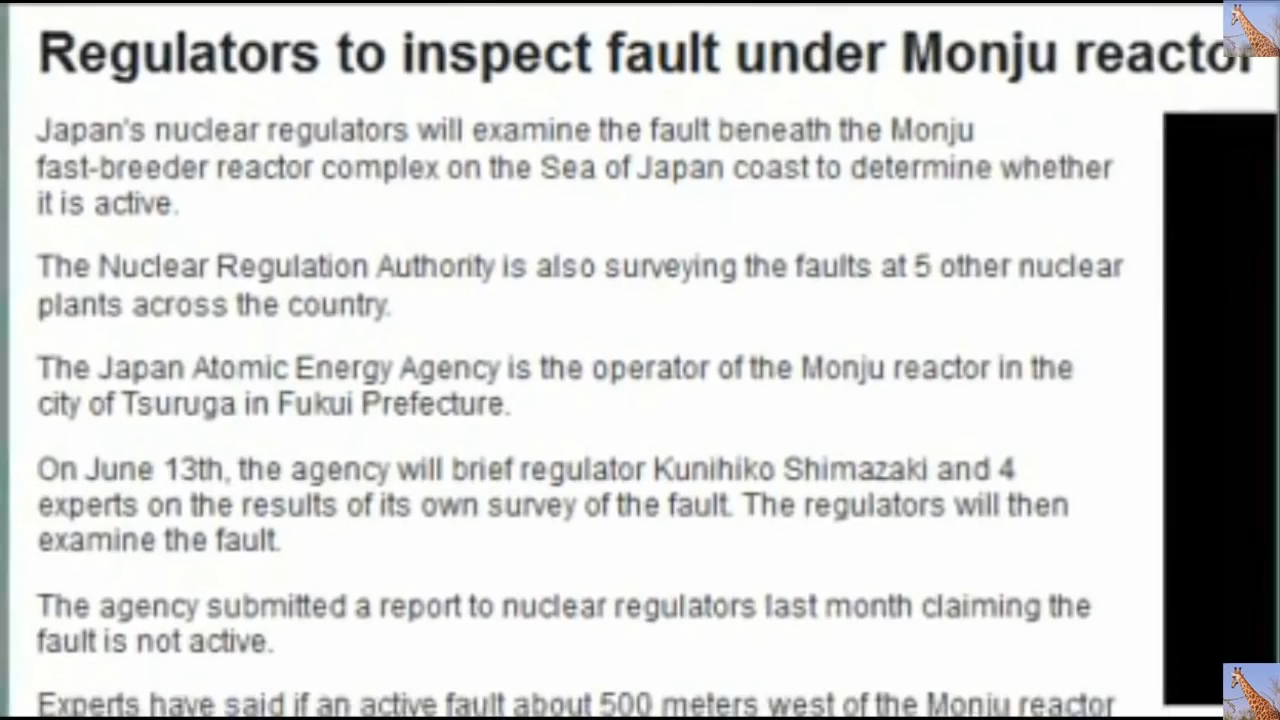 Regulators to inspect fault under Monju reactor
Japan's nuclear regulators will examine the fault beneath the Monju
fast-breeder reactor complex on the Sea of Japan coast to determine whether
it is active.
The Nuclear Regulation Authority is also surveying the faults at 5 other nuclear
plants across the country.
The Japan Atomic Energy Agency is the operator of the Monju reactor in the
city of Tsuruga in Fukui Prefecture.
On June 13th, the agency will brief regulator Kunihiko Shimazaki and 4
experts on the results of its own survey of the fault. The regulators will then
examine the fault.
The agency submitted a report to nuclear regulators last month claiming the
fault is not active.
Experts have said if an active fault about 500 meters west of the Monju reactor